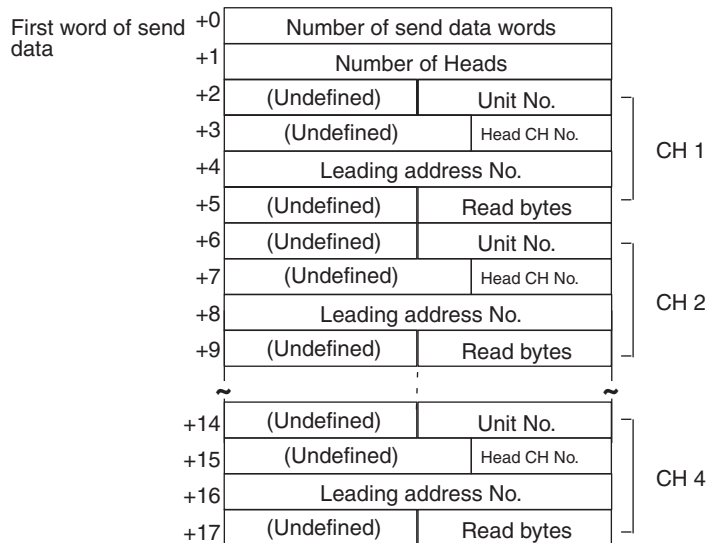 First word of send data
+0 Number of send data words
+1 Number of Heads
+2 (Undefined) Unit No.
+3 (Undefined) Head CH No.
CH 1
+4 Leading address No.
+5 (Undefined) Read bytes
+6 (Undefined) Unit No.
+7 (Undefined) Head CH No.
CH 2
+8 Leading address No.
+9 (Undefined) Read bytes
~ ~
+14 (Undefined) Unit No.
+15 (Undefined) Head CH No.
CH 4
+16 Leading address No.
+17 (Undefined) Read bytes